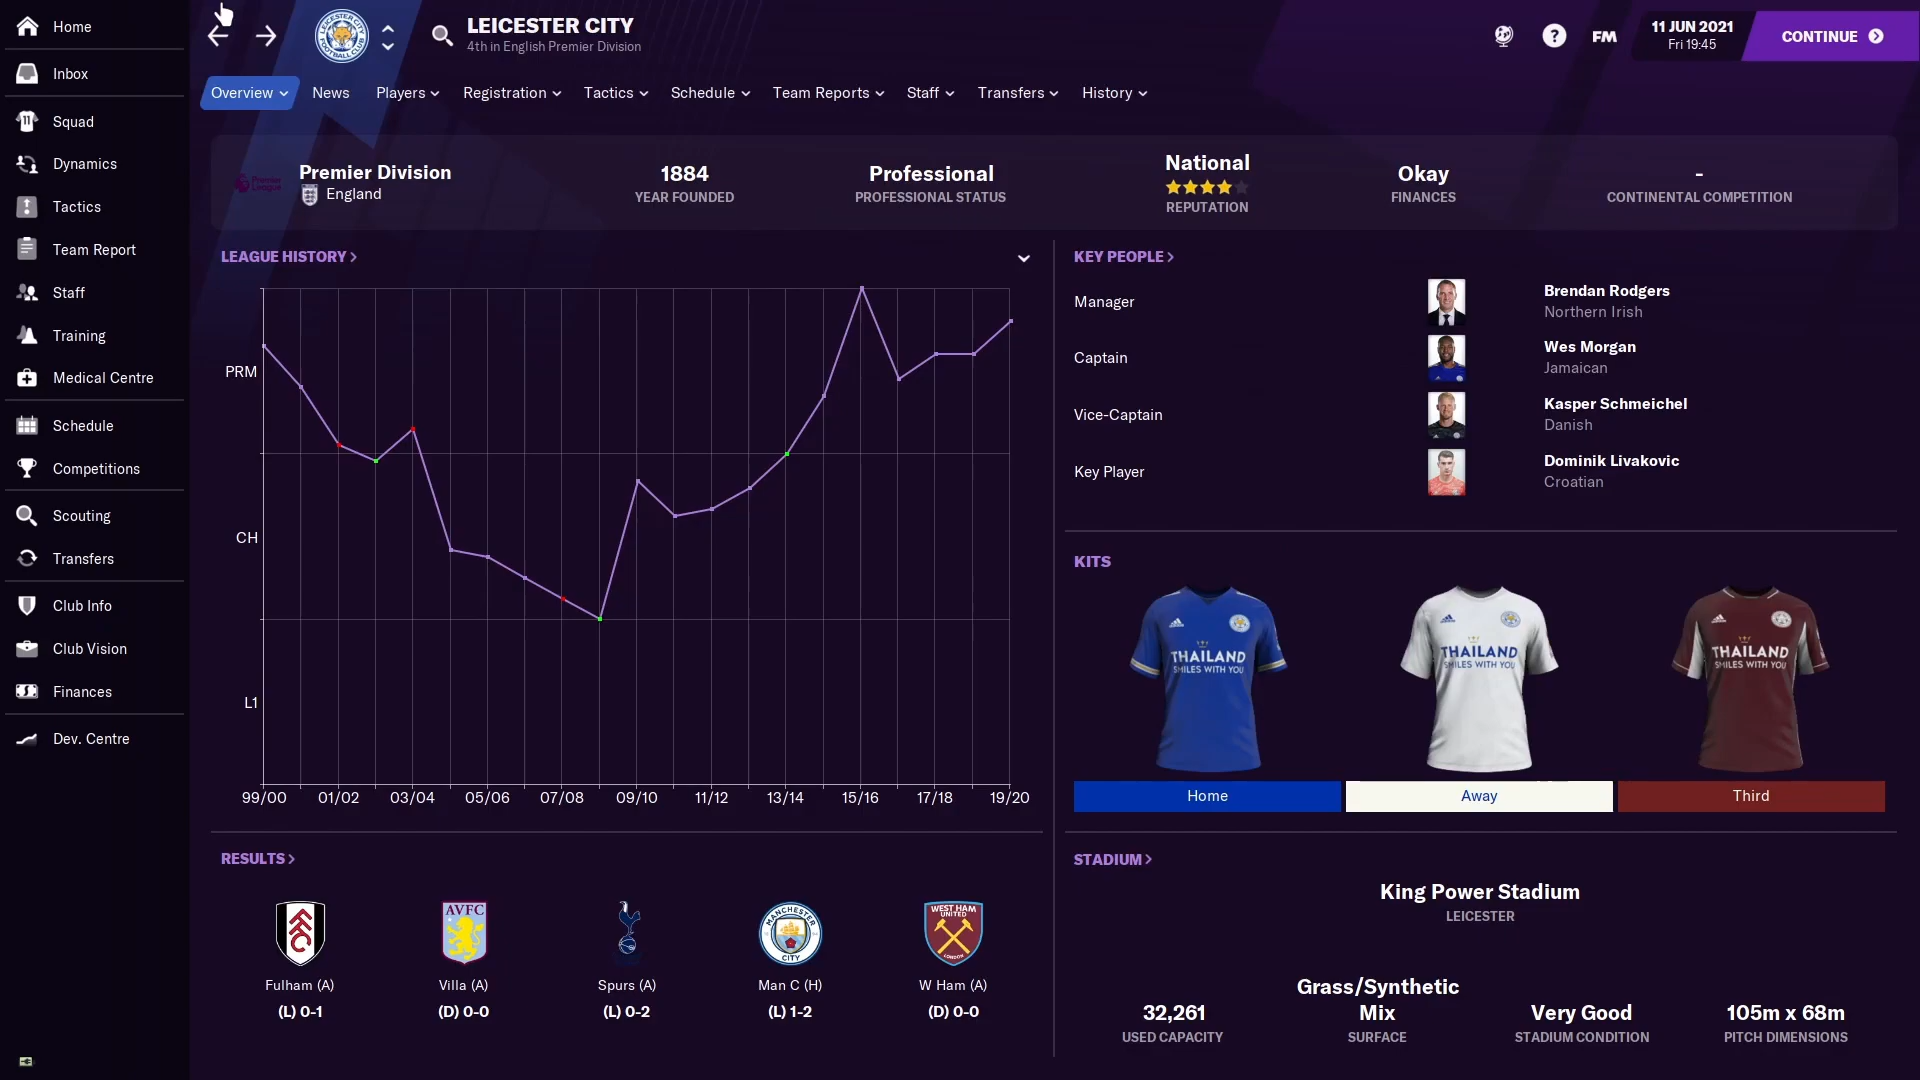 Home
Inbox
Squad
Dynamics
Tactics
Team Report
Staff
Training
Medical Centre
Schedule
Competitions
Scouting
Transfers
Club Info
Club Vision
Finances
Dev. Centre
LEICESTER CITY
4th in English Premier Division
FM
11 JUN 2021
Fri 19:45
CONTINUE
Overview
News
Players
Registration
Tactics
Schedule
Team Reports
Staff
Transfers
History
Premier Division
England
1884
YEAR FOUNDED
Professional
PROFESSIONAL STATUS
National
REPUTATION
Okay
FINANCES
-
CONTINENTAL COMPETITION
LEAGUE HISTORY
PRM
CH
L1
99/00 01/02 03/04 05/06 07/08 09/10 11/12 13/14 15/16 17/18 19/20
KEY PEOPLE
Manager
Brendan Rodgers
Northern Irish
Captain
Wes Morgan
Jamaican
Vice-Captain
Kasper Schmeichel
Danish
Key Player
Dominik Livakovic
Croatian
KITS
THAILAND
SMILES WITH YOU
THAILAND
SMILES WITH YOU
THAILAND
SMILES WITH YOU
Home
Away
Third
RESULTS
AVFC
MANCHESTER
CITY
WEST HAM
UNITED
LONDON
Fulham (A)
(L) 0-1
Villa (A)
(D) 0-0
Spurs (A)
(L) 0-2
Man C (H)
(L) 1-2
W Ham (A)
(D) 0-0
STADIUM
King Power Stadium
LEICESTER
32,261
USED CAPACITY
Grass/Synthetic
Mix
SURFACE
Very Good
STADIUM CONDITION
105m x 68m
PITCH DIMENSIONS